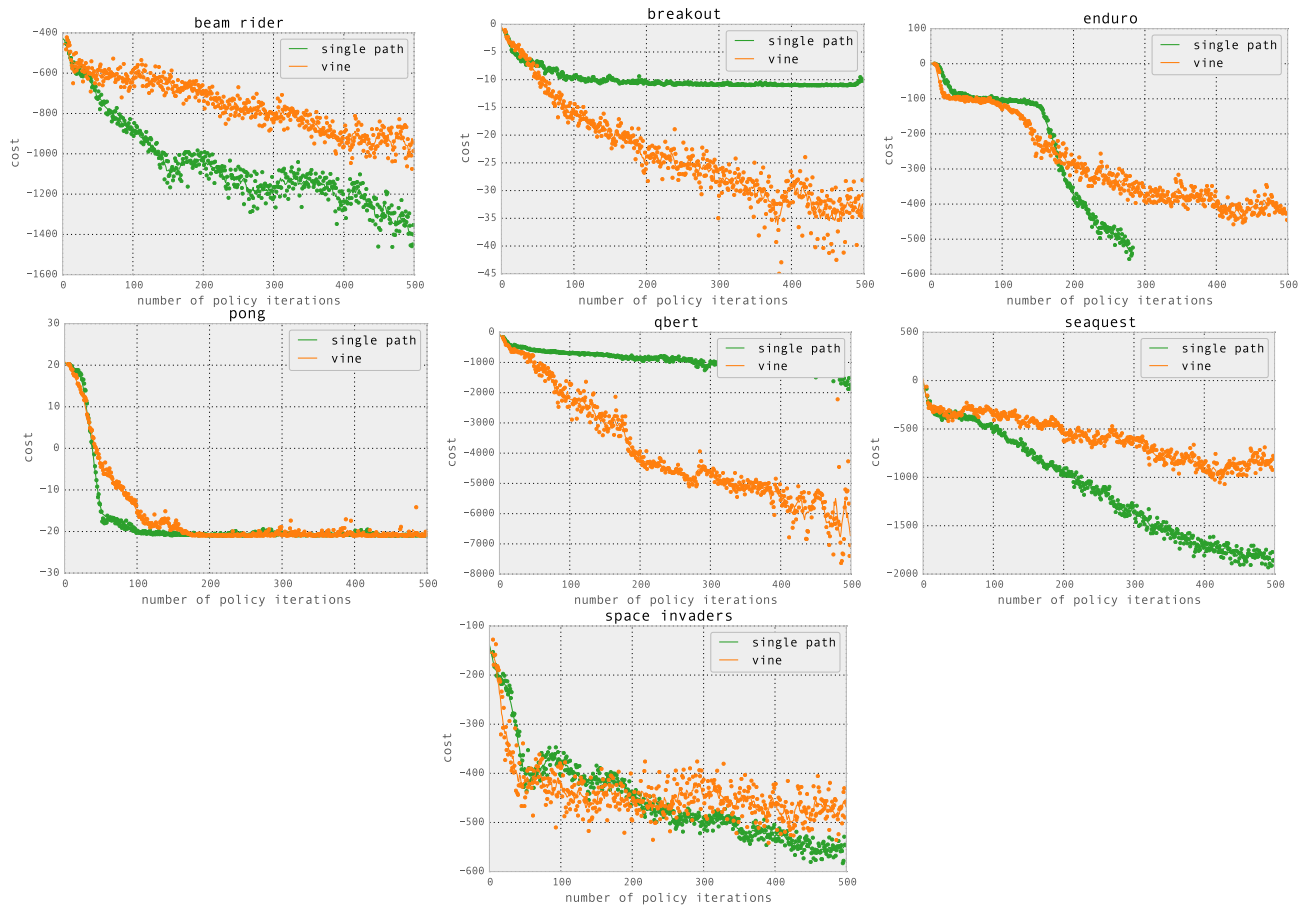 beam rider
single path
vine
cost
−400
−600
−800
−1000
−1200
−1400
−1600
0 100 200 300 400 500
number of policy iterations
breakout
single path
vine
cost
0
−5
−10
−15
−20
−25
−30
−35
−40
−45
0 100 200 300 400 500
number of policy iterations
enduro
single path
vine
cost
100
0
−100
−200
−300
−400
−500
−600
0 100 200 300 400 500
number of policy iterations
pong
single path
vine
cost
30
20
10
0
−10
−20
−30
0 100 200 300 400 500
number of policy iterations
qbert
single path
vine
cost
0
−1000
−2000
−3000
−4000
−5000
−6000
−7000
−8000
0 100 200 300 400 500
number of policy iterations
seaquest
single path
vine
cost
500
0
−500
−1000
−1500
−2000
0 100 200 300 400 500
number of policy iterations
space invaders
single path
vine
cost
−100
−200
−300
−400
−500
−600
0 100 200 300 400 500
number of policy iterations